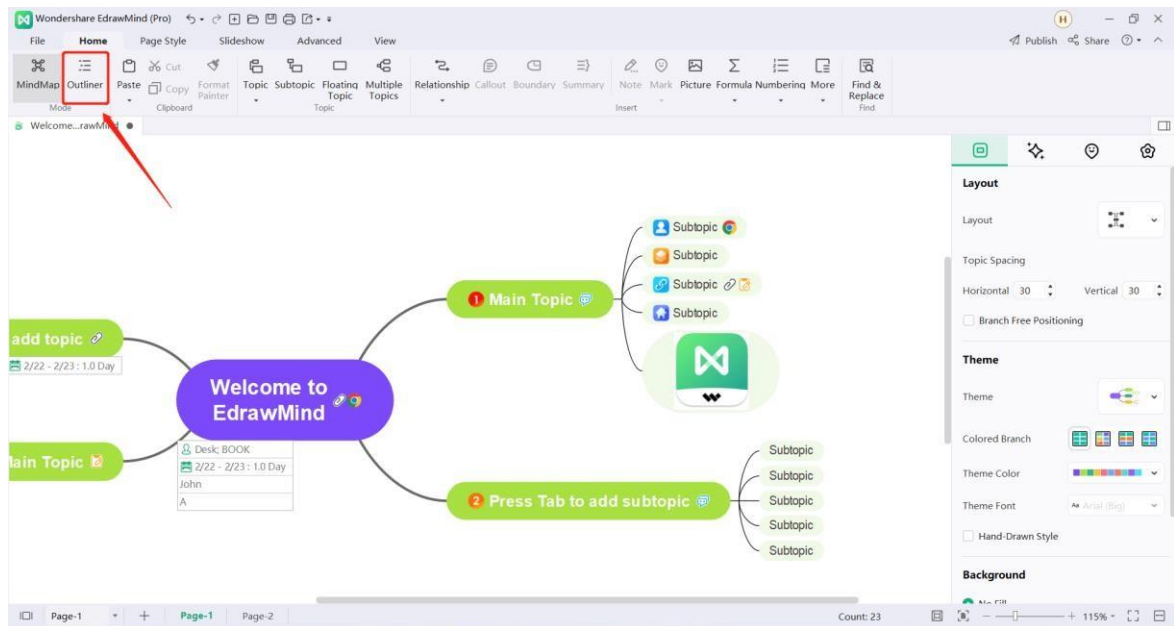 Wondershare EdrawMind (Pro)
H
File Home Page Style Slideshow Advanced View
Publish Share
MindMap Outliner Paste Cut Copy Format Painter Topic Subtopic Floating Topic Multiple Topics Relationship Callout Boundary Summary Note Mark Picture Formula Numbering More Find & Replace
Mode Clipboard Topic Insert Find
Welcome...rawMind
Layout
Layout
Topic Spacing
Horizontal 30 Vertical 30
Branch Free Positioning
Theme
Theme
Colored Branch
Theme Color
Theme Font Aa Arial (Big)
Hand-Drawn Style
Background
No Fill
add topic
2/22 - 2/23 : 1.0 Day
Main Topic
Welcome to
EdrawMind
Desk; BOOK
2/22 - 2/23 : 1.0 Day
John
A
1 Main Topic
Subtopic
Subtopic
Subtopic
Subtopic
2 Press Tab to add subtopic
Subtopic
Subtopic
Subtopic
Subtopic
Subtopic
Page-1 Page-1 Page-2
Count: 23
115%